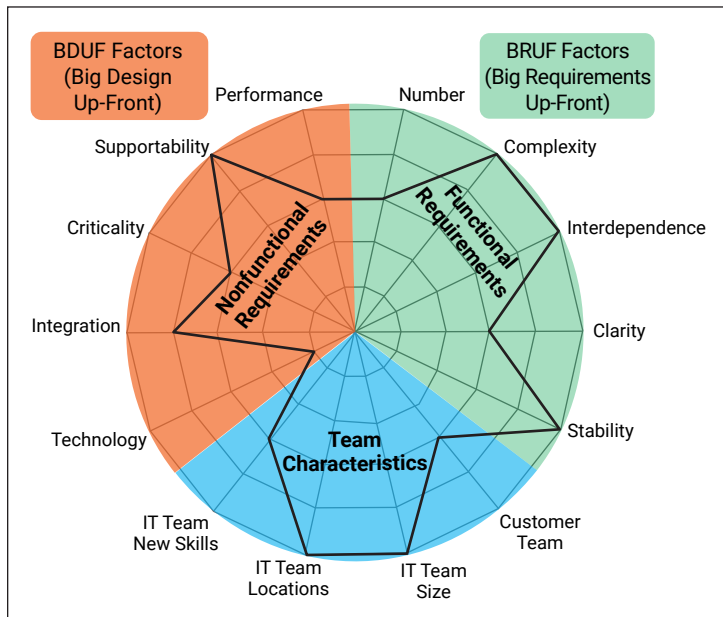 BDUF Factors
(Big Design
Up-Front)
BRUF Factors
(Big Requirements
Up-Front)
Performance
Number
Supportability
Complexity
Criticality
Interdependence
Integration
Clarity
Technology
Stability
IT Team
New Skills
IT Team
Locations
IT Team
Size
Customer
Team
Nonfunctional
Requirements
Functional
Requirements
Team
Characteristics